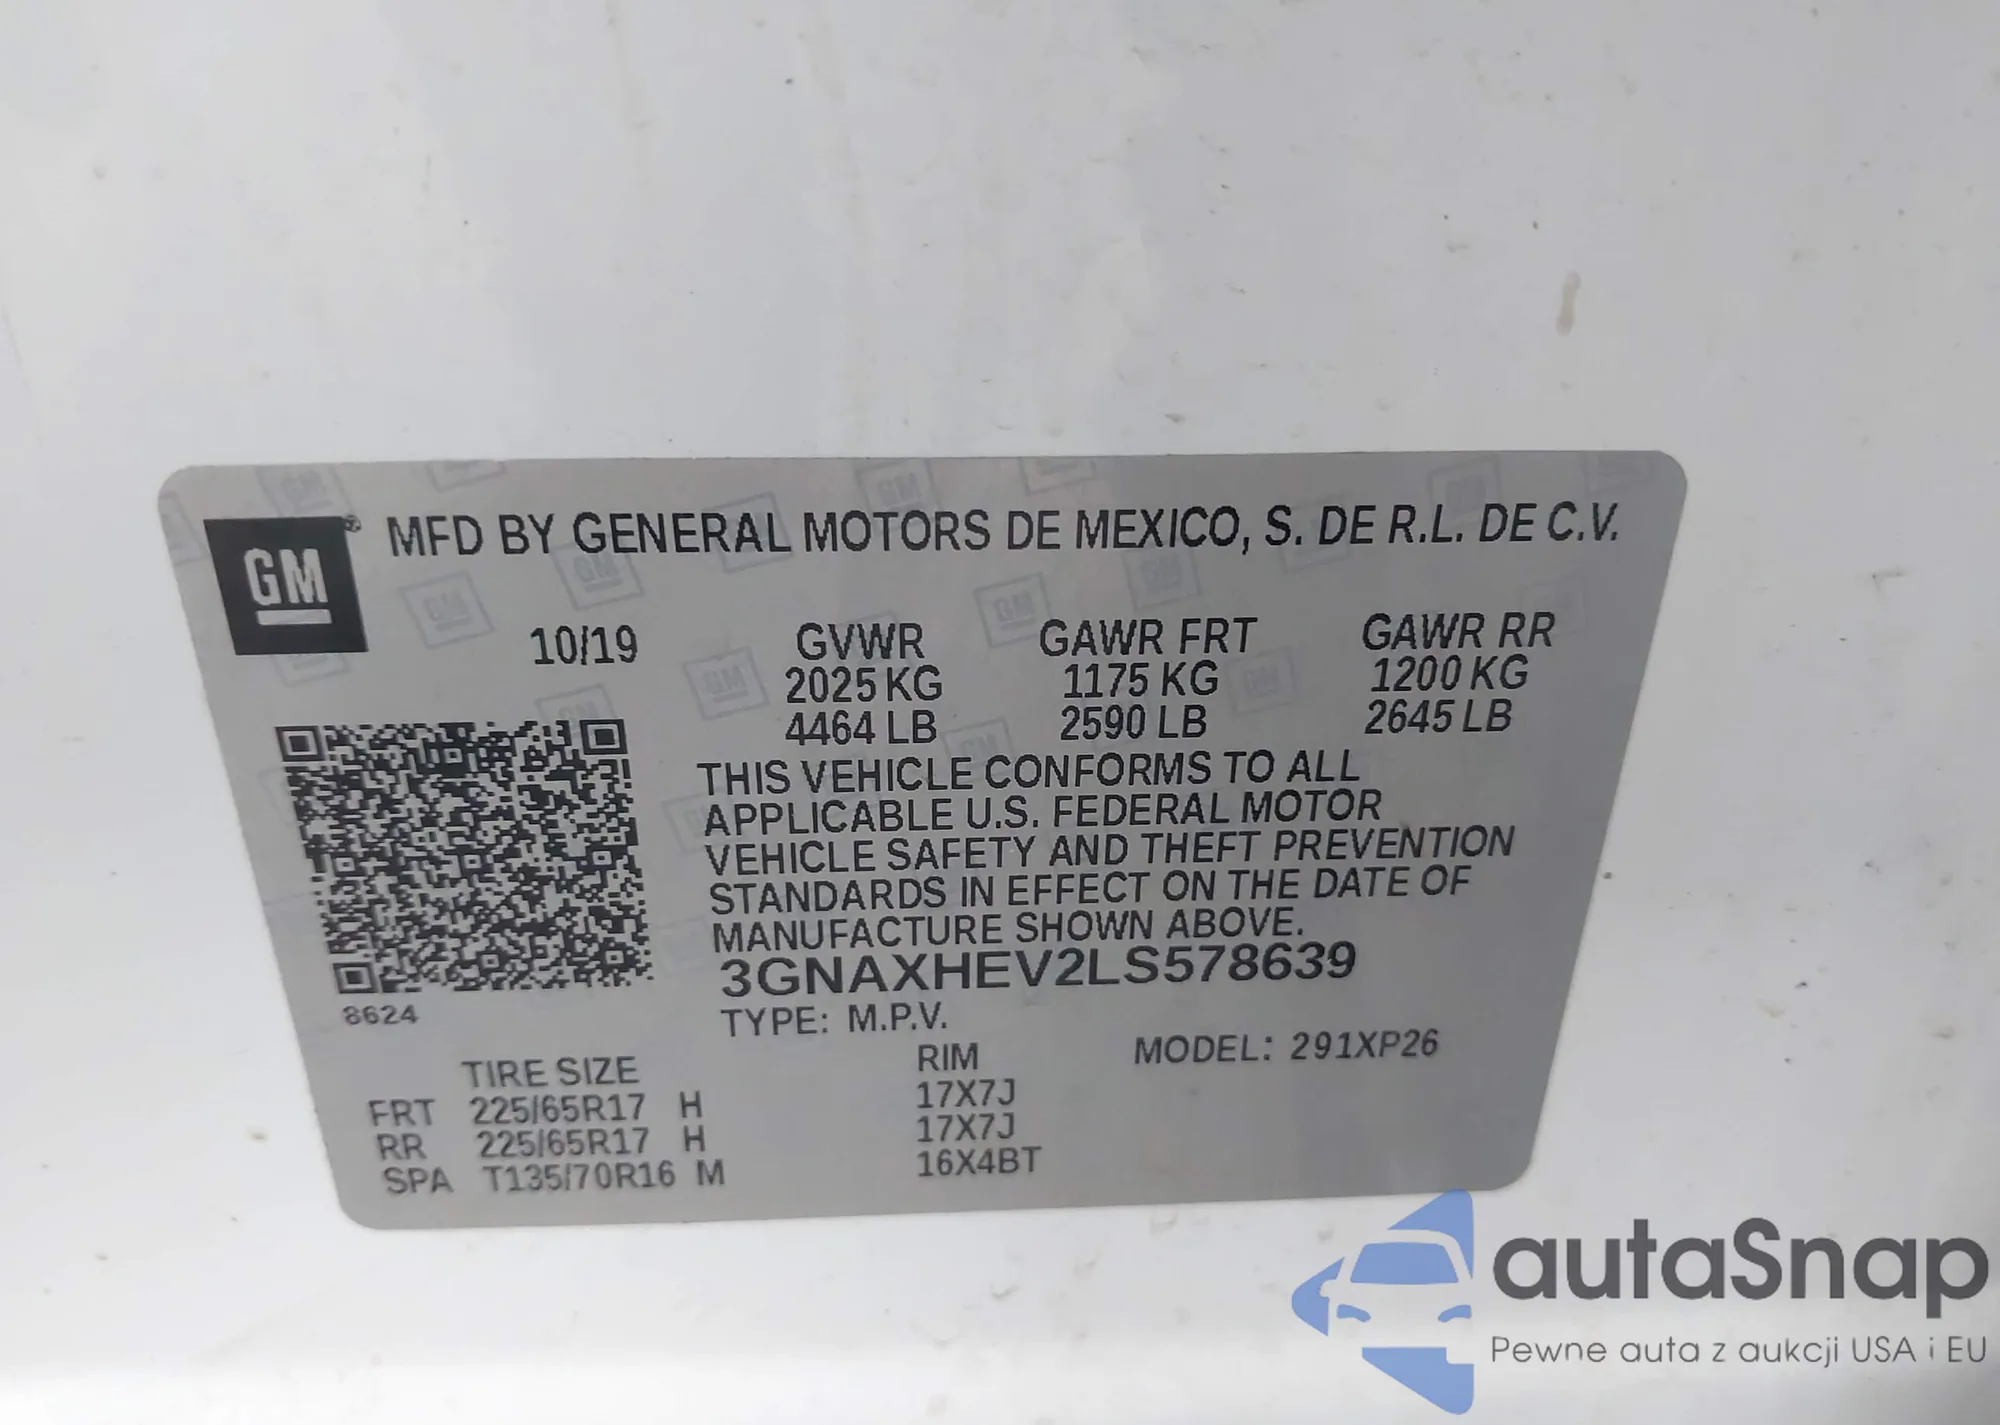 GM
MFD BY GENERAL MOTORS DE MEXICO, S. DE R.L. DE C.V.
10/19
GVWR GAWR FRT GAWR RR
2025 KG 1175 KG 1200 KG
4464 LB 2590 LB 2645 LB
THIS VEHICLE CONFORMS TO ALL
APPLICABLE U.S. FEDERAL MOTOR
VEHICLE SAFETY AND THEFT PREVENTION
STANDARDS IN EFFECT ON THE DATE OF
MANUFACTURE SHOWN ABOVE.
3GNAXHEV2LS578639
8624
TYPE: M.P.V.
MODEL: 291XP26
TIRE SIZE RIM
FRT 225/65R17 H 17X7J
RR 225/65R17 H 17X7J
SPA T135/70R16 M 16X4BT
autaSnap
Pewne auta z aukcji USA i EU